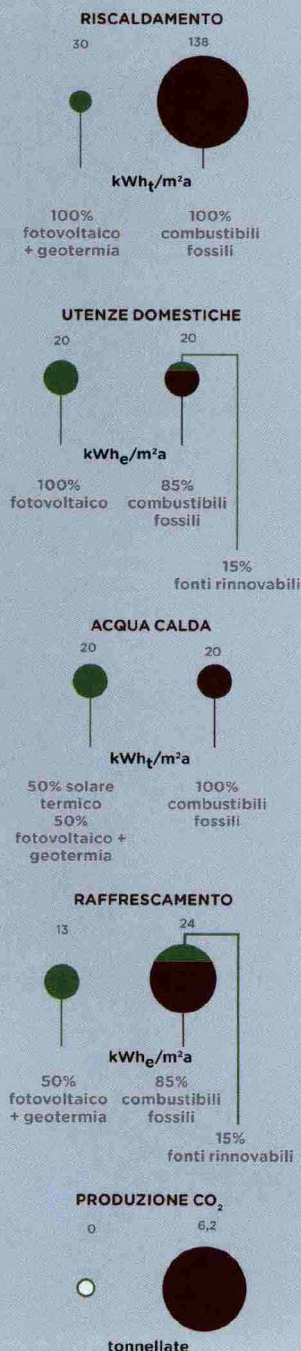 RISCALDAMENTO
30 138
kWht/m²a
100% 100%
fotovoltaico combustibili
+ geotermia fossili
UTENZE DOMESTICHE
20 20
kWhe/m²a
100% 85%
fotovoltaico combustibili
fossili
15%
fonti rinnovabili
ACQUA CALDA
20 20
kWht/m²a
50% solare 100%
termico combustibili
50% fossili
fotovoltaico +
geotermia
RAFFRESCAMENTO
13 24
kWhe/m²a
50% 85%
fotovoltaico combustibili
+ geotermia fossili
15%
fonti rinnovabili
PRODUZIONE CO₂
0 6,2
tonnellate